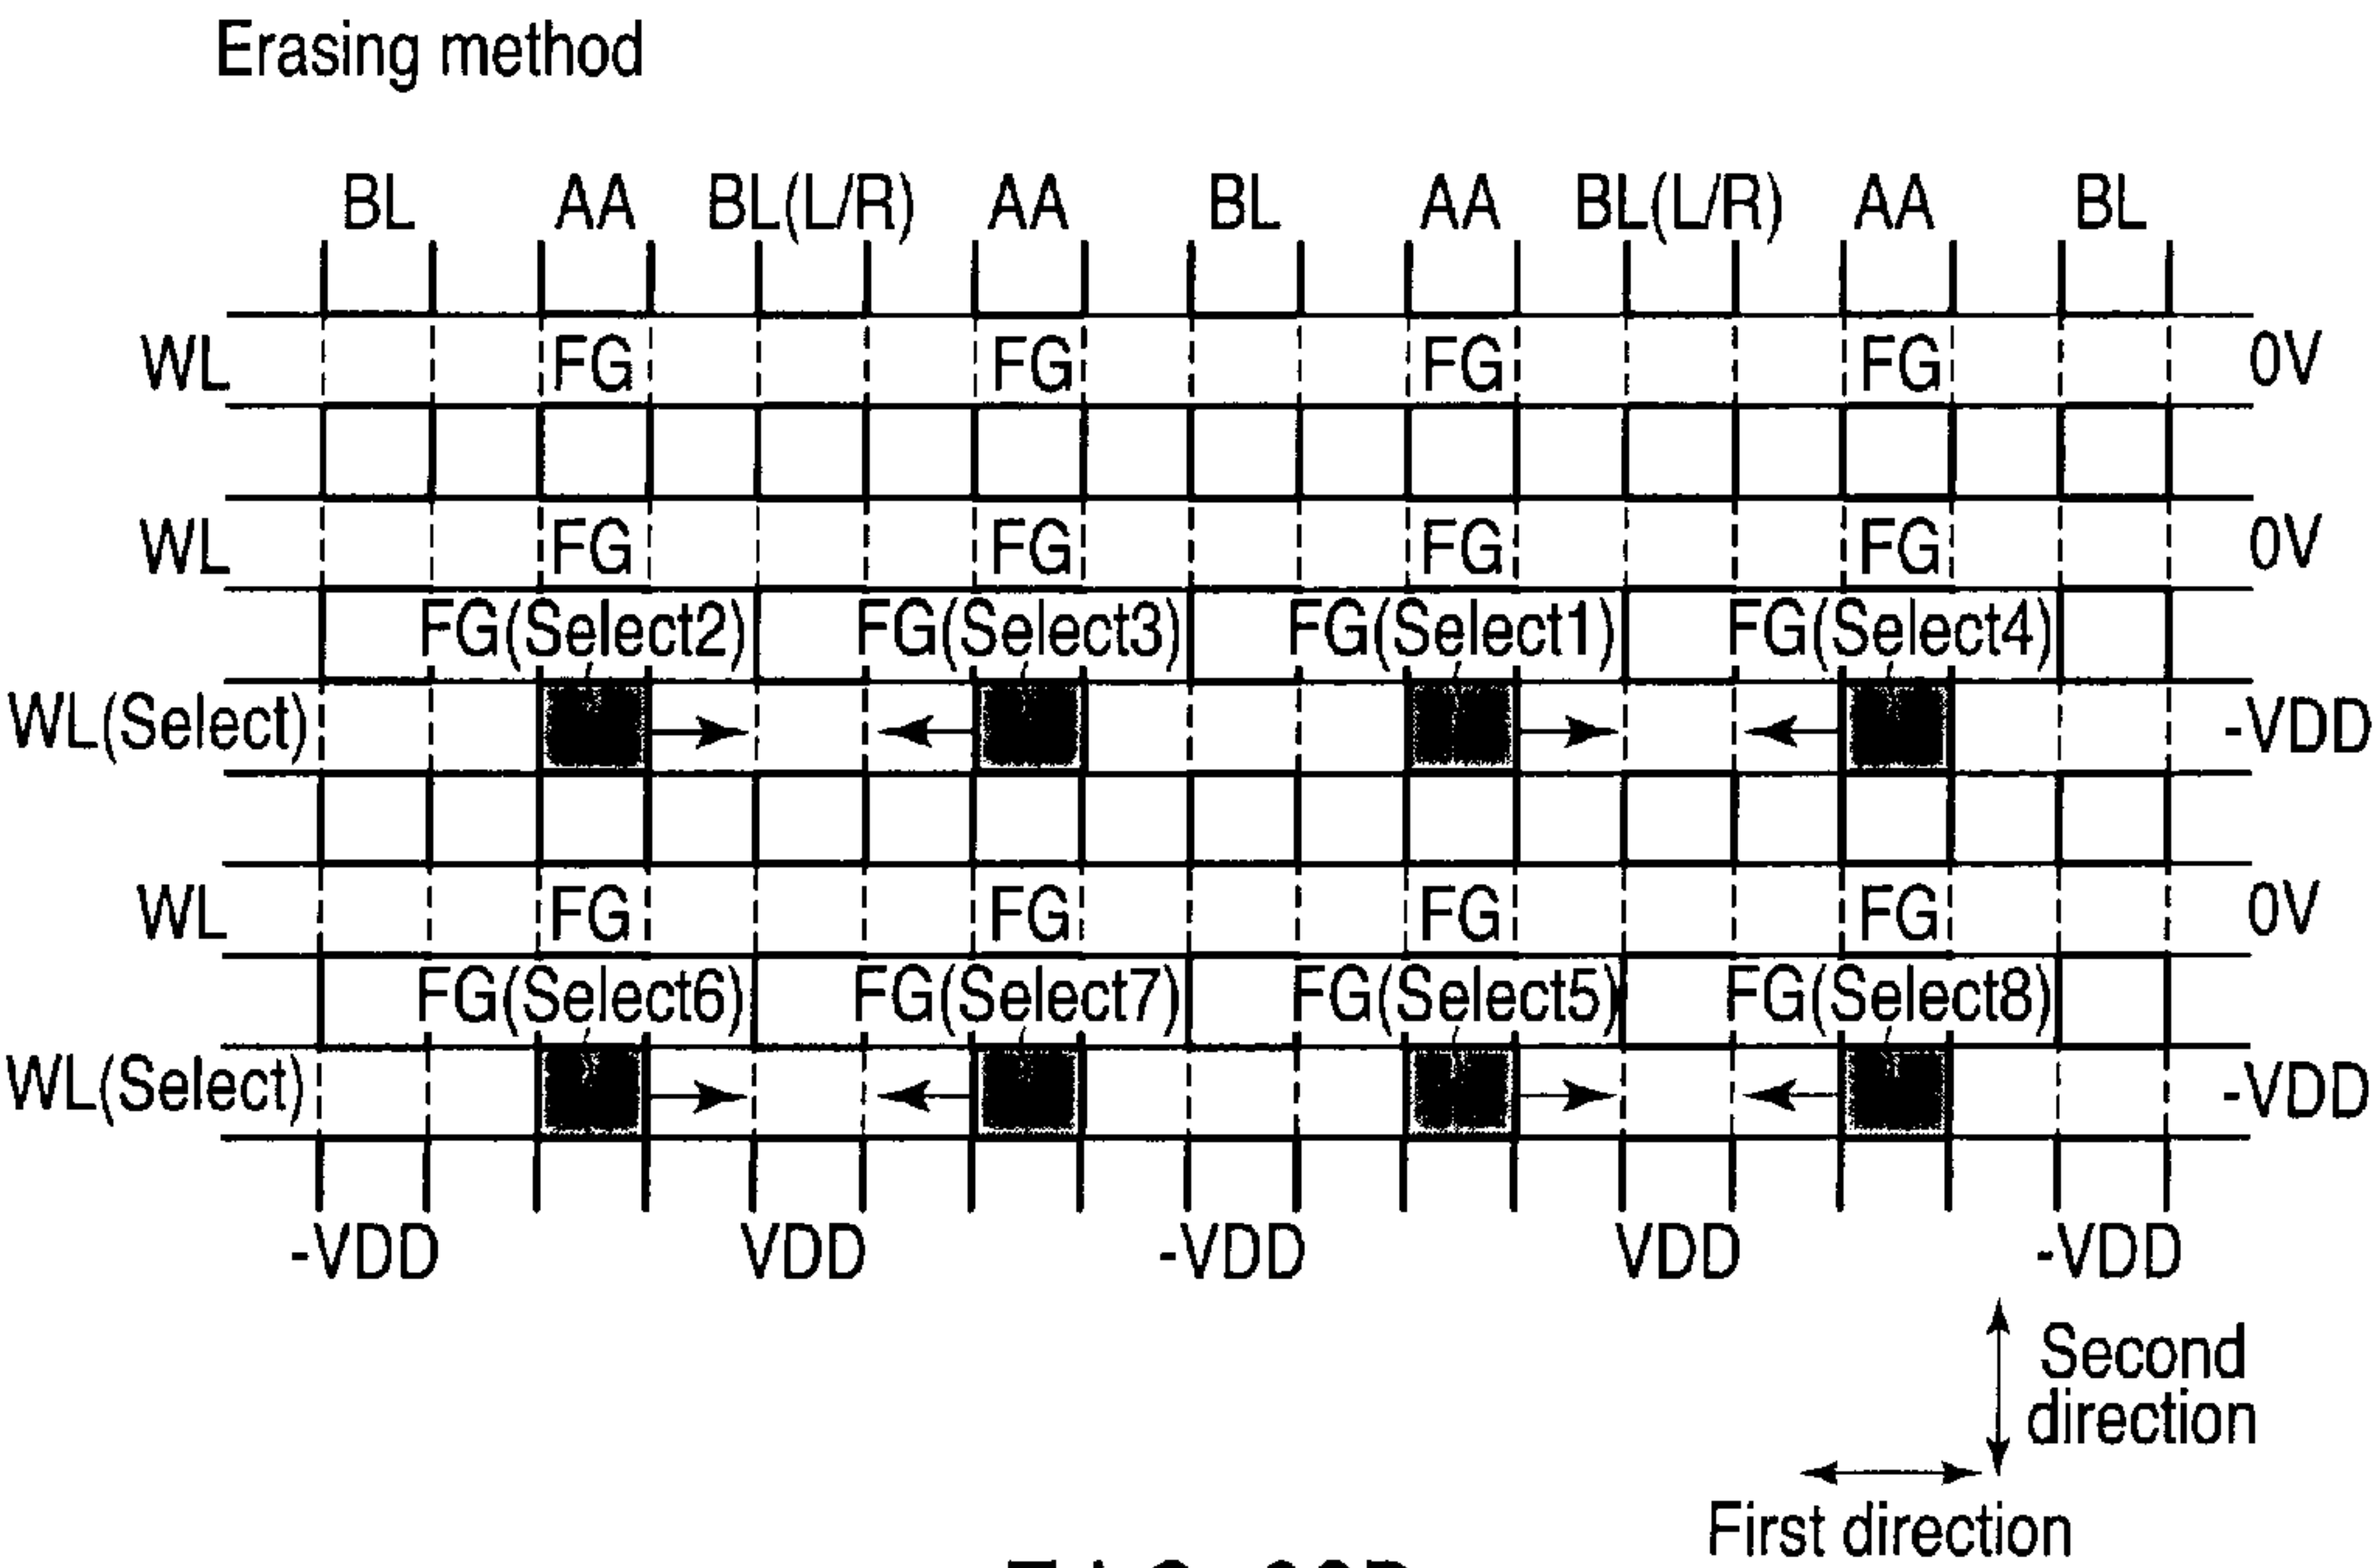 Erasing method
BL AA BL(L/R) AA BL AA BL(L/R) AA BL
WL FG FG FG FG 0V
WL FG FG FG FG 0V
FG(Select2) FG(Select3) FG(Select1) FG(Select4)
WL(Select) -VDD
WL FG FG FG FG 0V
FG(Select6) FG(Select7) FG(Select5) FG(Select8)
WL(Select) -VDD
-VDD VDD -VDD VDD -VDD
Second
direction
First direction